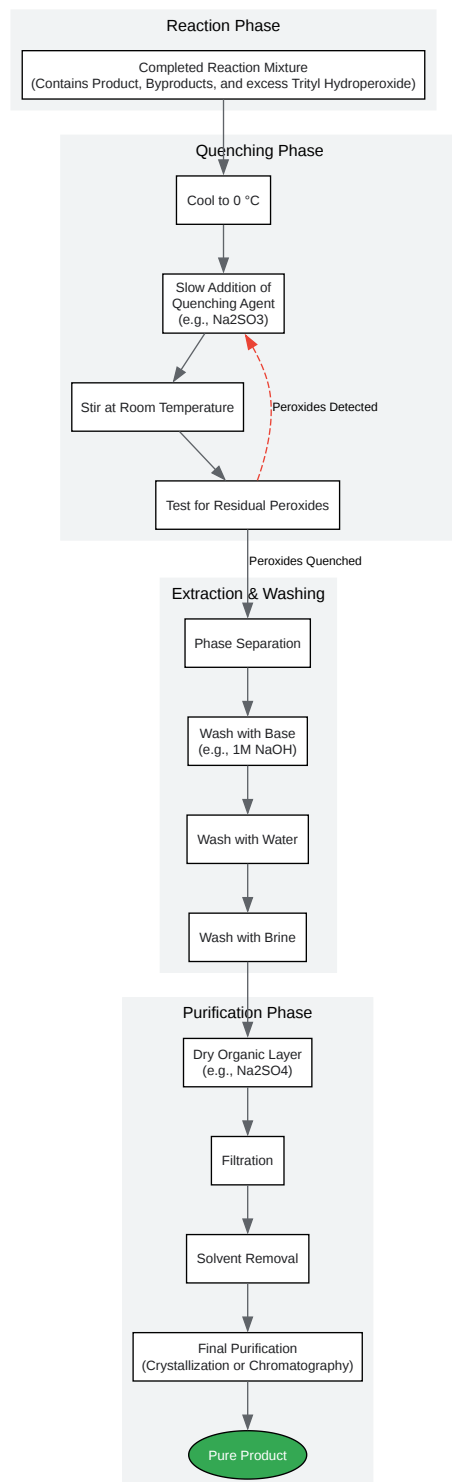 Reaction Phase
Completed Reaction Mixture
(Contains Product, Byproducts, and excess Trityl Hydroperoxide)
Quenching Phase
Cool to 0 °C
Slow Addition of
Quenching Agent
(e.g., Na2SO3)
Stir at Room Temperature
Peroxides Detected
Test for Residual Peroxides
Peroxides Quenched
Extraction & Washing
Phase Separation
Wash with Base
(e.g., 1M NaOH)
Wash with Water
Wash with Brine
Purification Phase
Dry Organic Layer
(e.g., Na2SO4)
Filtration
Solvent Removal
Final Purification
(Crystallization or Chromatography)
Pure Product